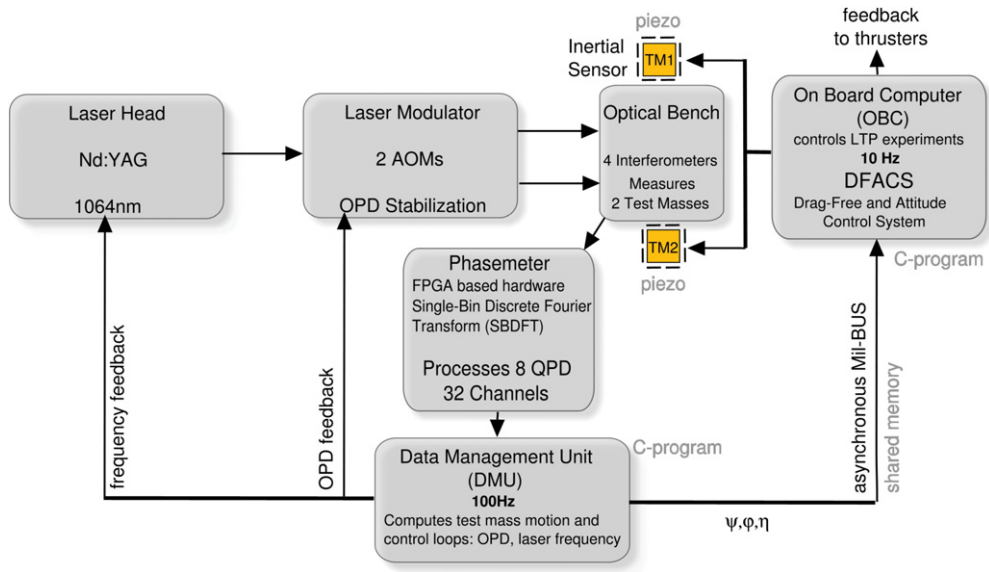 feedback
to thrusters
piezo
Inertial
Sensor
TM1
Laser Head
Nd:YAG
1064nm
Laser Modulator
2 AOMs
OPD Stabilization
Optical Bench
4 Interferometers
Measures
2 Test Masses
On Board Computer
(OBC)
controls LTP experiments
10 Hz
DFACS
Drag-Free and Attitude
Control System
C-program
TM2
piezo
Phasemeter
FPGA based hardware
Single-Bin Discrete Fourier
Transform (SBDFT)
Processes 8 QPD
32 Channels
frequency feedback
OPD feedback
asynchronous Mil-BUS
shared memory
Data Management Unit
(DMU)
100Hz
Computes test mass motion and
control loops: OPD, laser frequency
C-program
ψ,φ,η